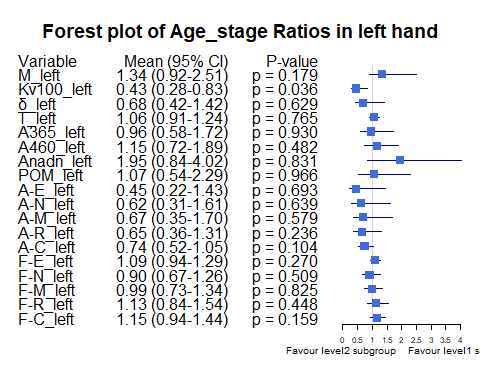 Forest plot of Age_stage Ratios in left hand
Variable Mean (95% CI) P-value
M_left 1.34 (0.92-2.51) p = 0.179
Kv100_left 0.43 (0.28-0.83) p = 0.036
δ_left 0.68 (0.42-1.42) p = 0.629
T_left 1.06 (0.91-1.24) p = 0.765
A365_left 0.96 (0.58-1.72) p = 0.930
A460_left 1.15 (0.72-1.89) p = 0.482
Anadn_left 1.95 (0.84-4.02) p = 0.831
POM_left 1.07 (0.54-2.29) p = 0.966
A-E_left 0.45 (0.22-1.43) p = 0.693
A-N_left 0.62 (0.31-1.61) p = 0.639
A-M_left 0.67 (0.35-1.70) p = 0.579
A-R_left 0.65 (0.36-1.31) p = 0.236
A-C_left 0.74 (0.52-1.05) p = 0.104
F-E_left 1.09 (0.94-1.29) p = 0.270
F-N_left 0.90 (0.67-1.26) p = 0.509
F-M_left 0.99 (0.73-1.34) p = 0.825
F-R_left 1.13 (0.84-1.54) p = 0.448
F-C_left 1.15 (0.94-1.44) p = 0.159
0 0.5 1 1.5 2 2.5 3 3.5 4
Favour level2 subgroup Favour level1 s